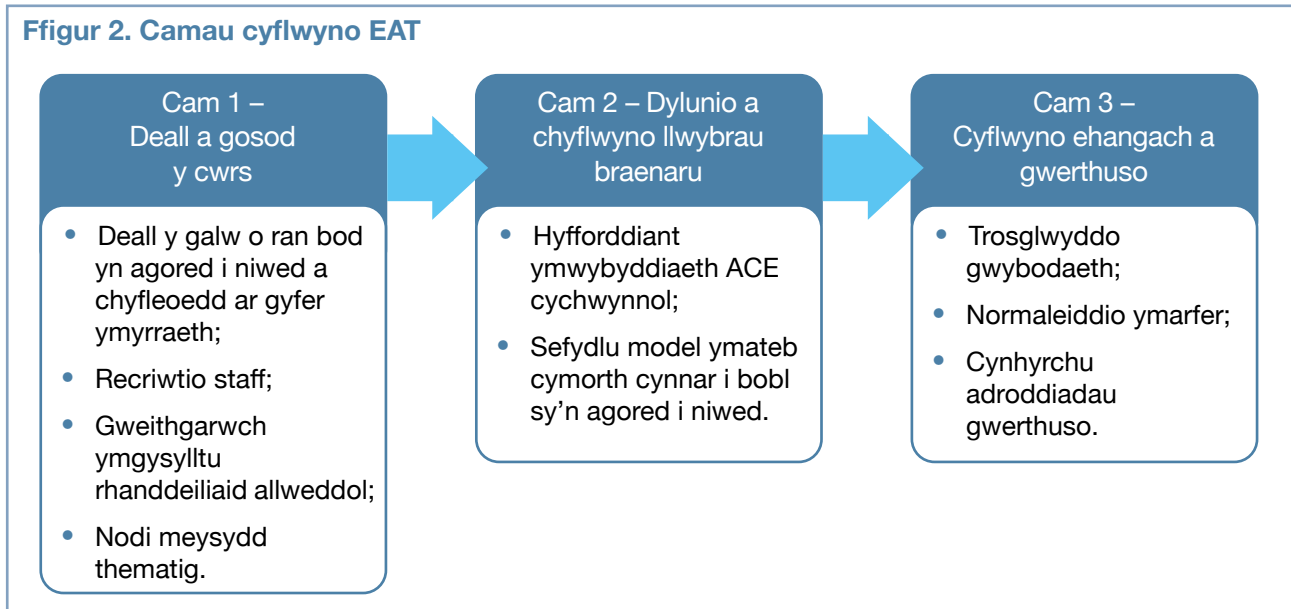 Ffigur 2. Camau cyflwyno EAT
Cam 1 –
Deall a gosod
y cwrs
• Deall y galw o ran bod
yn agored i niwed a
chyfleoedd ar gyfer
ymyrraeth;
• Recriwtio staff;
• Gweithgarwch
ymgysylltu
rhanddeiliaid allweddol;
• Nodi meysydd
thematig.
Cam 2 – Dylunio a
chyflwyno llwybrau
braenaru
• Hyfforddiant
ymwybyddiaeth ACE
cychwynnol;
• Sefydlu model ymateb
cymorth cynnar i bobl
sy’n agored i niwed.
Cam 3 –
Cyflwyno ehangach a
gwerthuso
• Trosglwyddo
gwybodaeth;
• Normaleiddio ymarfer;
• Cynhyrchu
adroddiadau
gwerthuso.